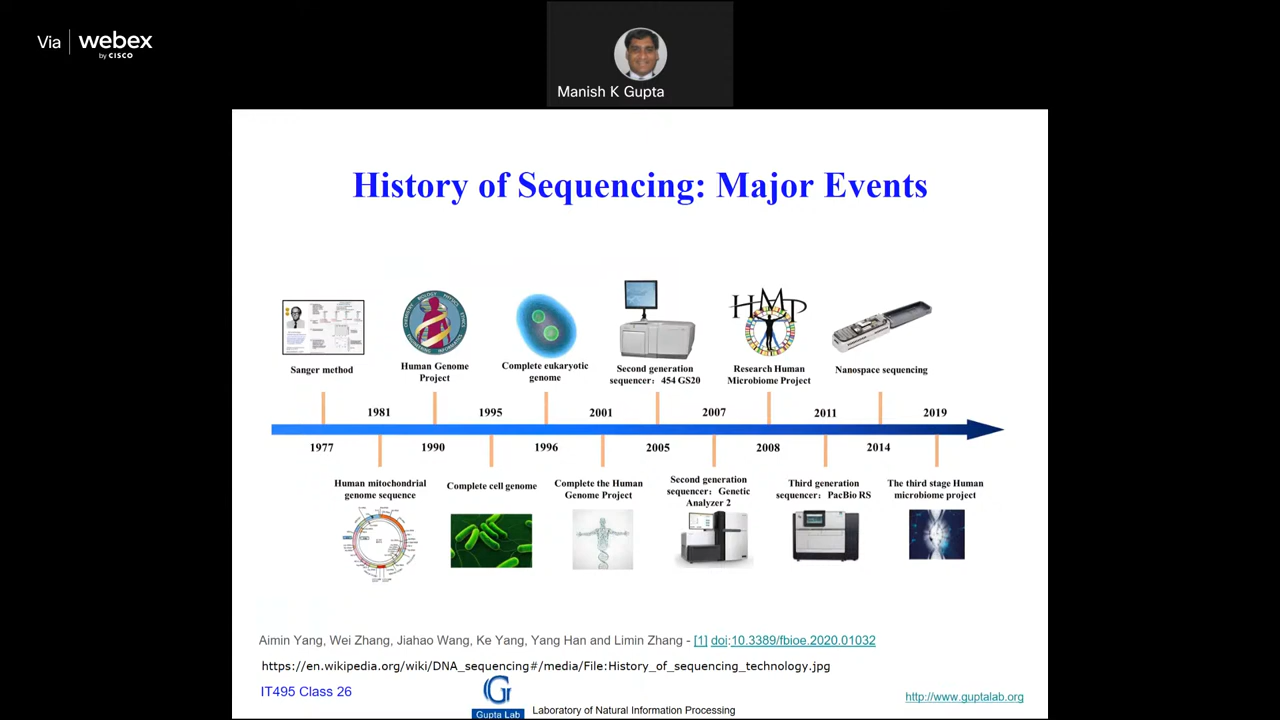 Via
webex
by CISCO
Manish K Gupta
History of Sequencing: Major Events
HMP
Sanger method
Human Genome
Project
Complete eukaryotic
genome
Second generation
sequencer: 454 GS20
Research Human
Microbiome Project
Nanospace sequencing
1981
1995
2001
2007
2011
2019
1977
1990
1996
2005
2008
2014
Human mitochondrial
genome sequence
Complete cell genome
Complete the Human
Genome Project
Second generation
sequencer: Genetic
Analyzer 2
Third generation
sequencer: PacBio RS
The third stage Human
microbiome project
Aimin Yang, Wei Zhang, Jiahao Wang, Ke Yang, Yang Han and Limin Zhang - [1] doi:10.3389/fbioe.2020.01032
https://en.wikipedia.org/wiki/DNA_sequencing#/media/File:History_of_sequencing_technology.jpg
IT495 Class 26
Gupta Lab
Laboratory of Natural Information Processing
http://www.guptalab.org